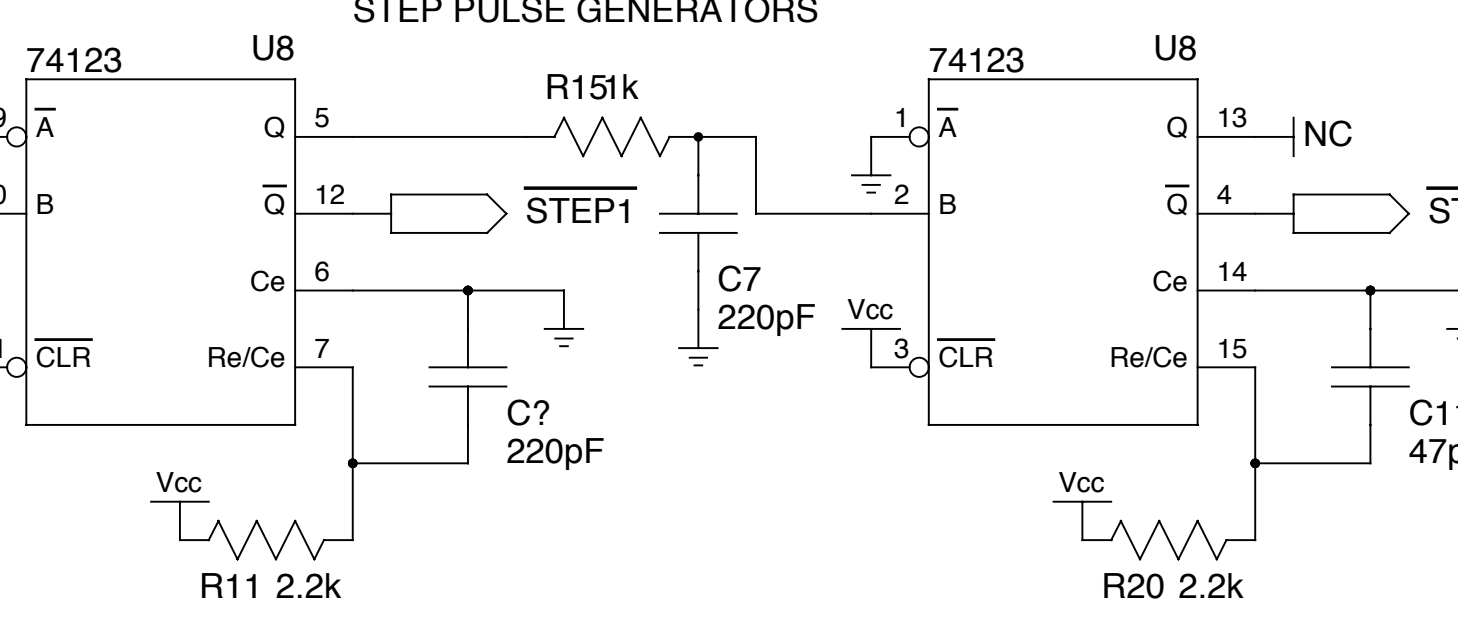 STEP PULSE GENERATORS
74123 U8
A
B
CLR
Q 5
Q 12
Ce 6
Re/Ce 7
STEP1
R15 1k
C7
220pF
C?
220pF
Vcc
R11 2.2k
74123 U8
1 A
2 B
Vcc
3 CLR
Q 13
NC
Q 4
Ce 14
Re/Ce 15
Vcc
R20 2.2k